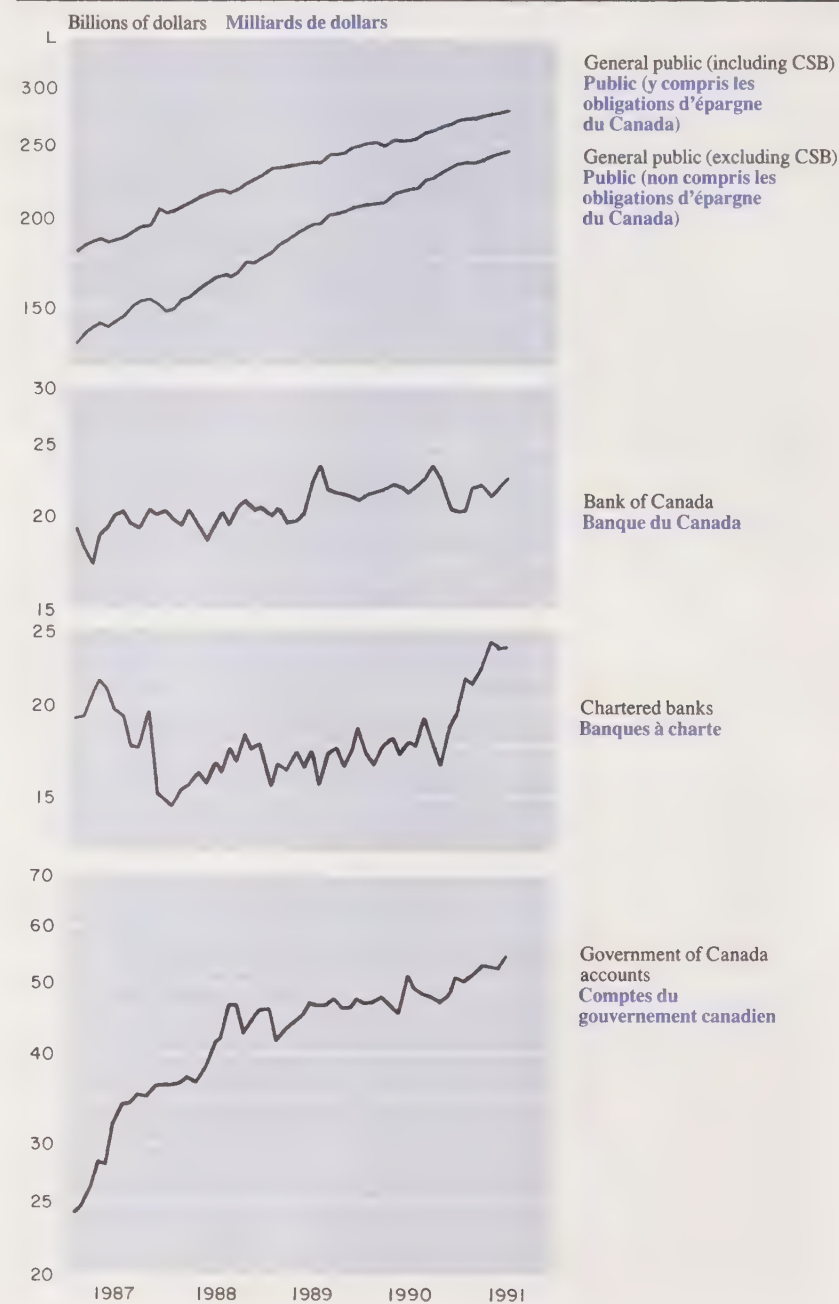 Billions of dollars Milliards de dollars
L
300
250
200
150
General public (including CSB)
Public (y compris les
obligations d'épargne
du Canada)
General public (excluding CSB)
Public (non compris les
obligations d'épargne
du Canada)
30
25
20
15
Bank of Canada
Banque du Canada
25
20
15
Chartered banks
Banques à charte
70
60
50
40
30
25
20
Government of Canada
accounts
Comptes du
gouvernement canadien
1987 1988 1989 1990 1991